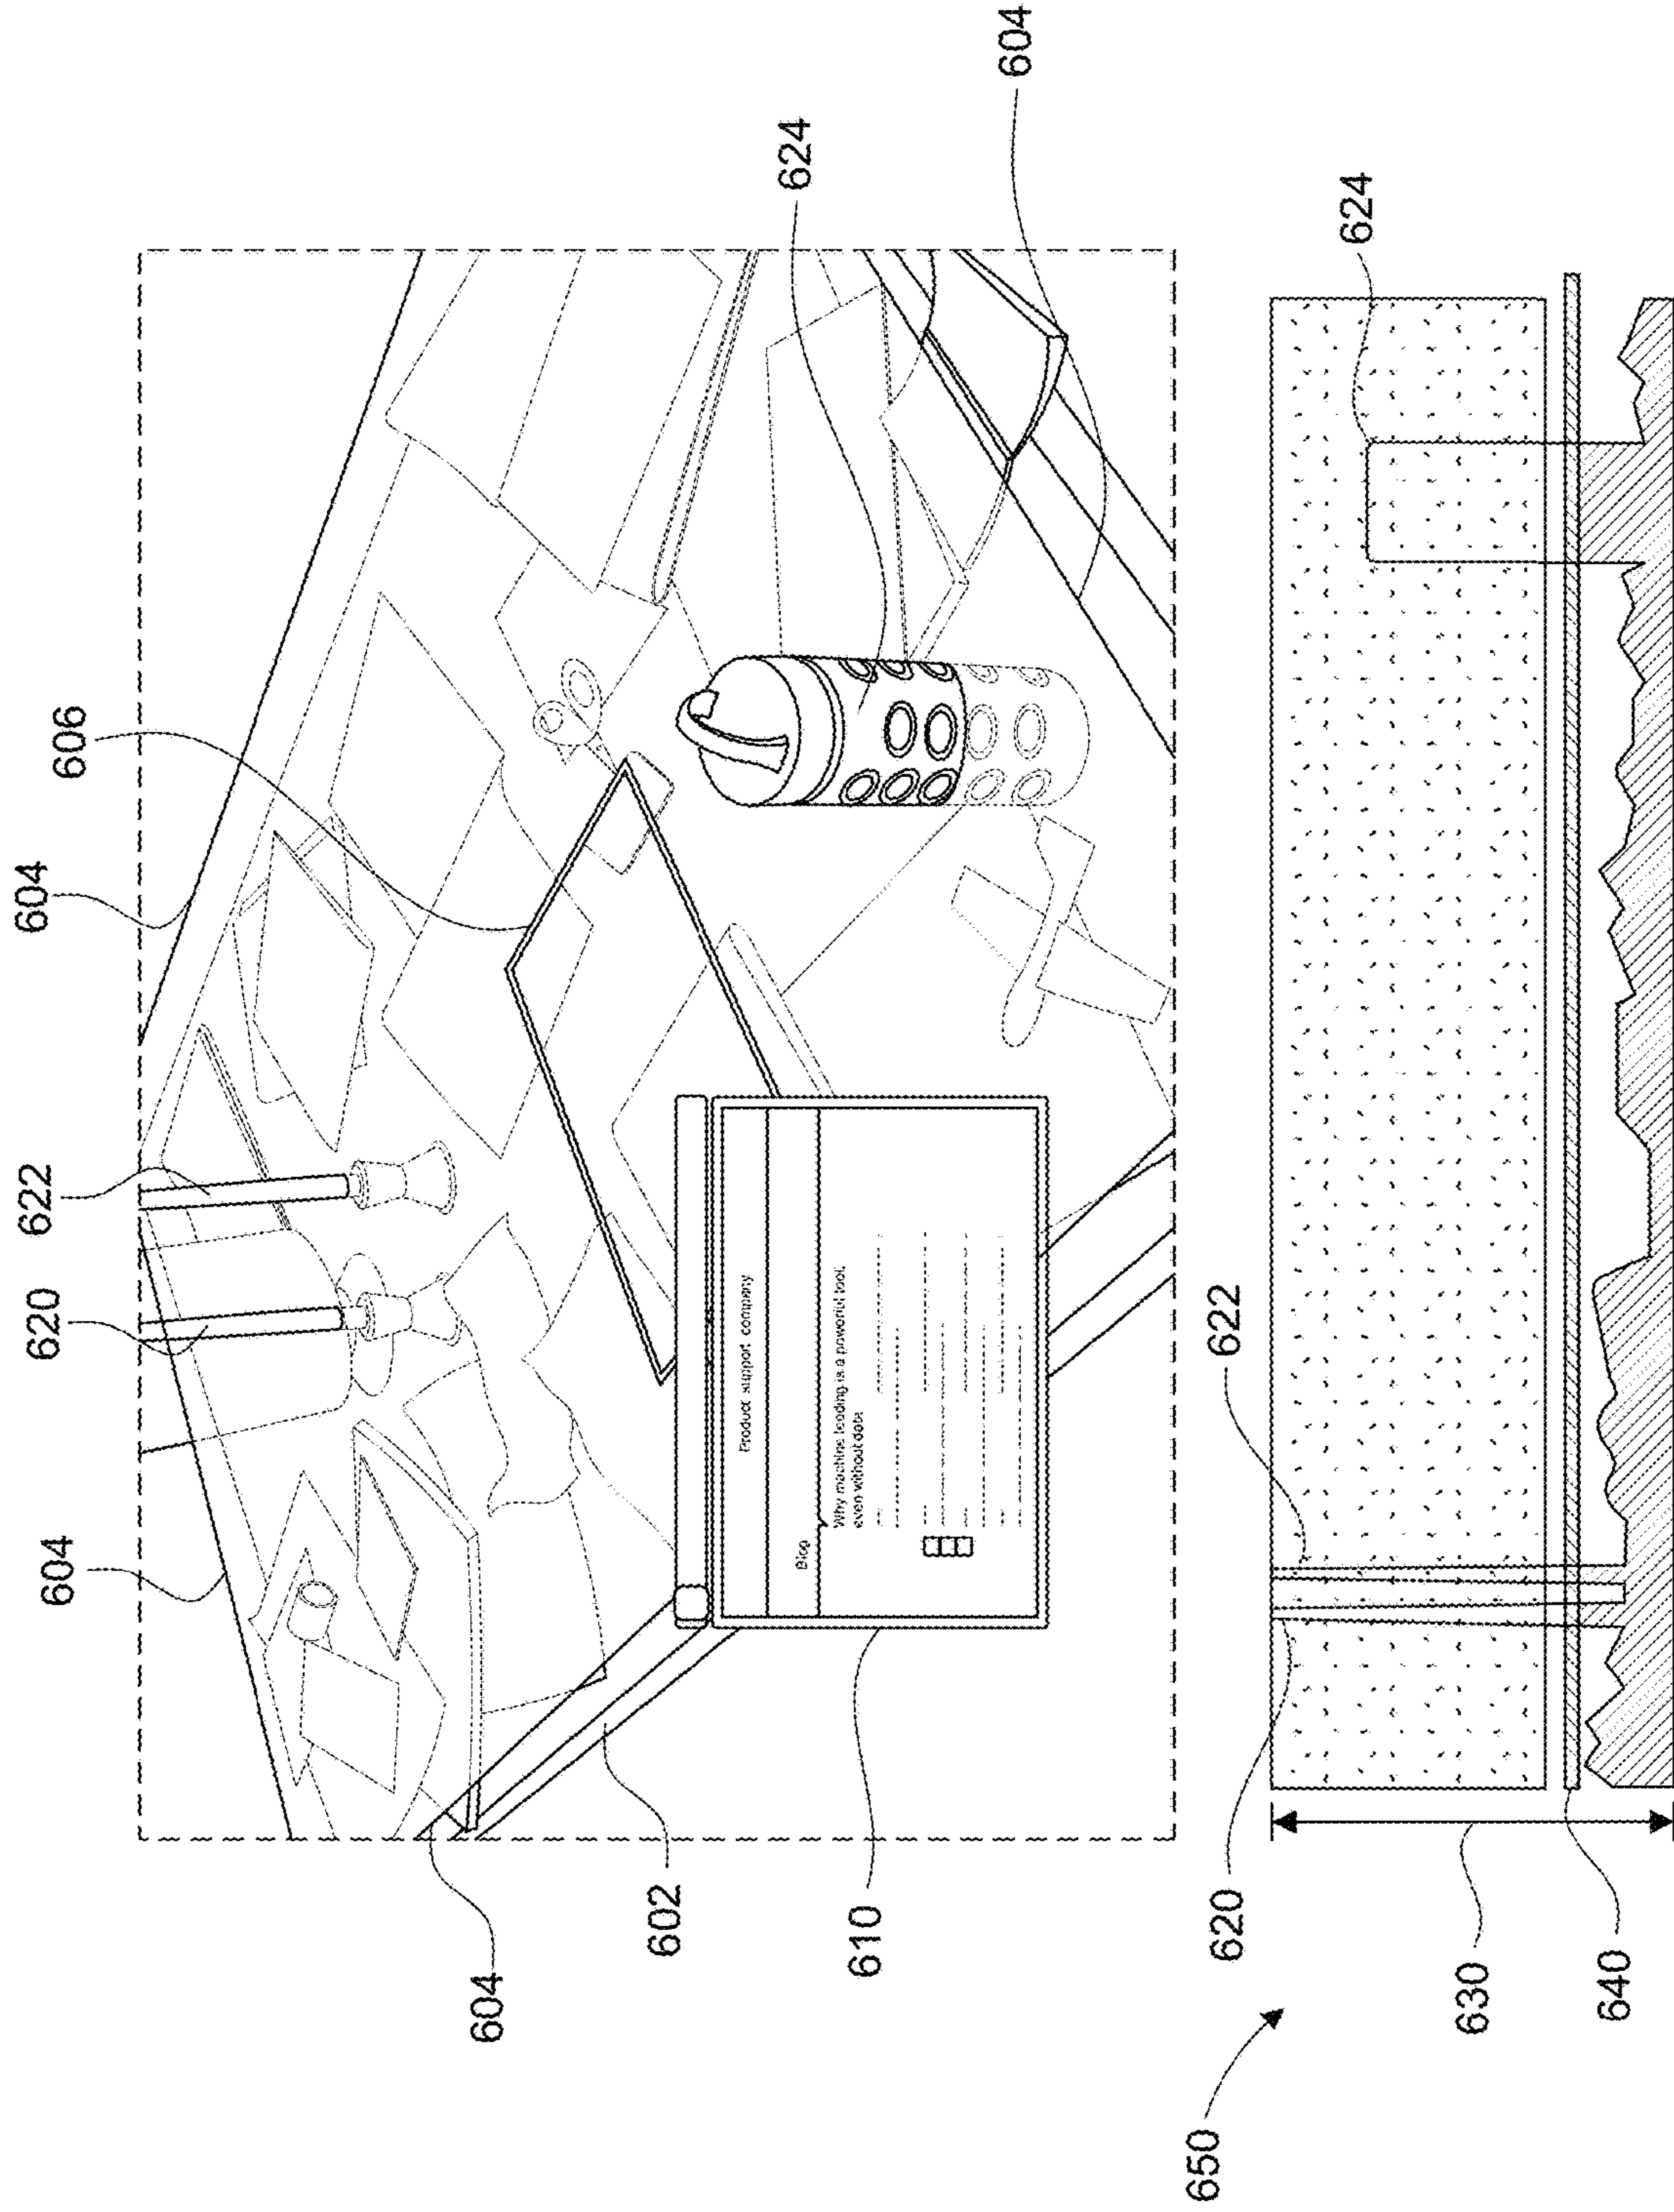 604 620 622 604 606
604
602
Product support company
624
Blog
Why machine leading is a powerful tool,
even without data
610
604
650 620 622
624
630
640